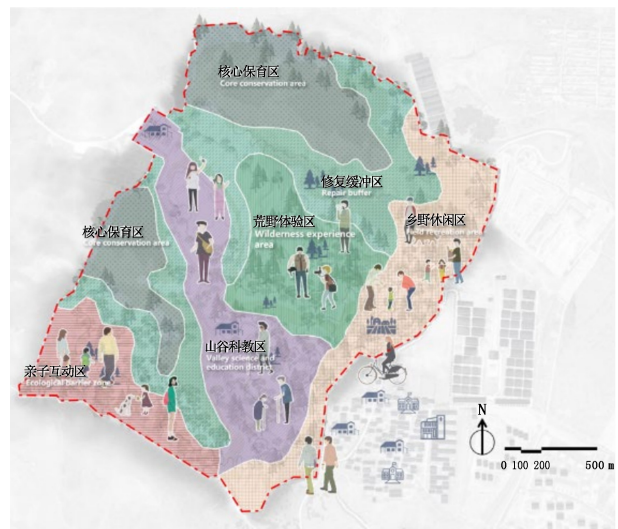 核心保育区
Core conservation area
修复缓冲区
Repair buffer
乡野休闲区
核心保育区
Core conservation area
荒野体验区
Wilderness experience
area
山谷科教区
Valley science and
education district
亲子互动区
Ecological barrier zone
N
0 100 200 500 m